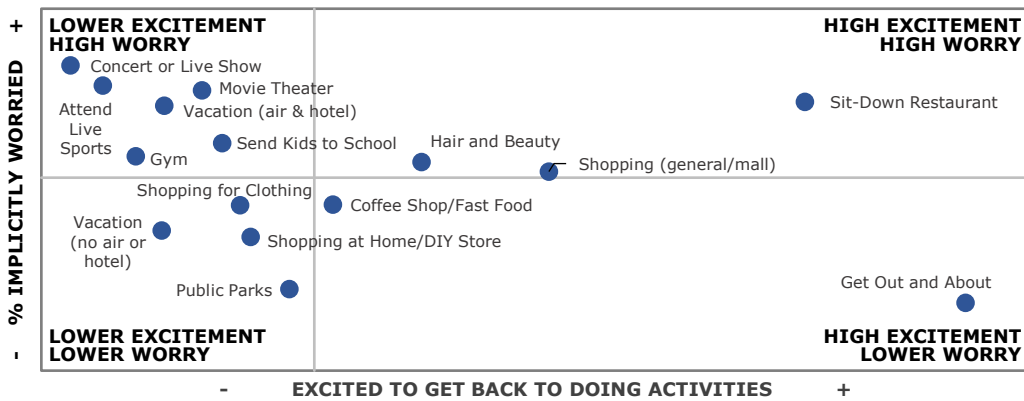 +
% IMPLICITLY WORRIED
-
LOWER EXCITEMENT
HIGH WORRY
HIGH EXCITEMENT
HIGH WORRY
Concert or Live Show
Movie Theater
Attend
Live
Sports
Vacation (air & hotel)
Sit-Down Restaurant
Send Kids to School
Hair and Beauty
Gym
Shopping (general/mall)
Shopping for Clothing
Coffee Shop/Fast Food
Vacation
(no air or
hotel)
Shopping at Home/DIY Store
Public Parks
Get Out and About
LOWER EXCITEMENT
LOWER WORRY
HIGH EXCITEMENT
LOWER WORRY
- EXCITED TO GET BACK TO DOING ACTIVITIES +